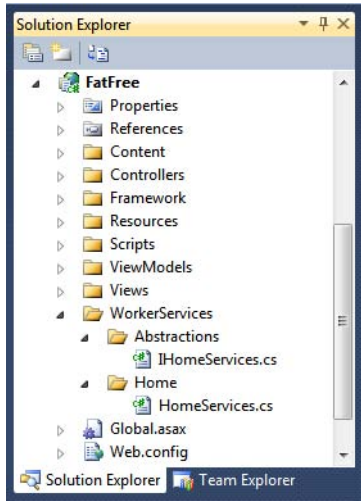 Solution Explorer
FatFree
Properties
References
Content
Controllers
Framework
Resources
Scripts
ViewModels
Views
WorkerServices
Abstractions
IHomeServices.cs
Home
HomeServices.cs
Global.asax
Web.config
Solution Explorer Team Explorer